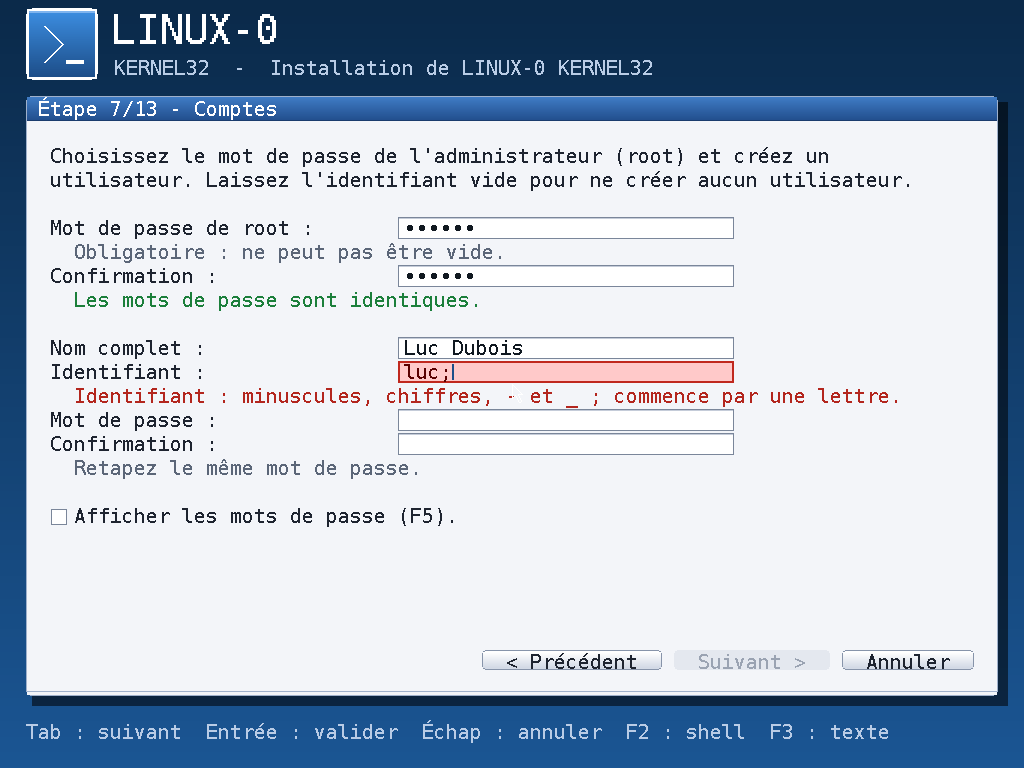 LINUX-0
KERNEL32 - Installation de LINUX-0 KERNEL32
Étape 7/13 - Comptes
Choisissez le mot de passe de l'administrateur (root) et créez un
utilisateur. Laissez l'identifiant vide pour ne créer aucun utilisateur.
Mot de passe de root : ••••••
Obligatoire : ne peut pas être vide.
Confirmation : ••••••
Les mots de passe sont identiques.
Nom complet : Luc Dubois
Identifiant : luc;
Identifiant : minuscules, chiffres, - et _ ; commence par une lettre.
Mot de passe :
Confirmation :
Retapez le même mot de passe.
Afficher les mots de passe (F5).
< Précédent Suivant > Annuler
Tab : suivant Entrée : valider Échap : annuler F2 : shell F3 : texte